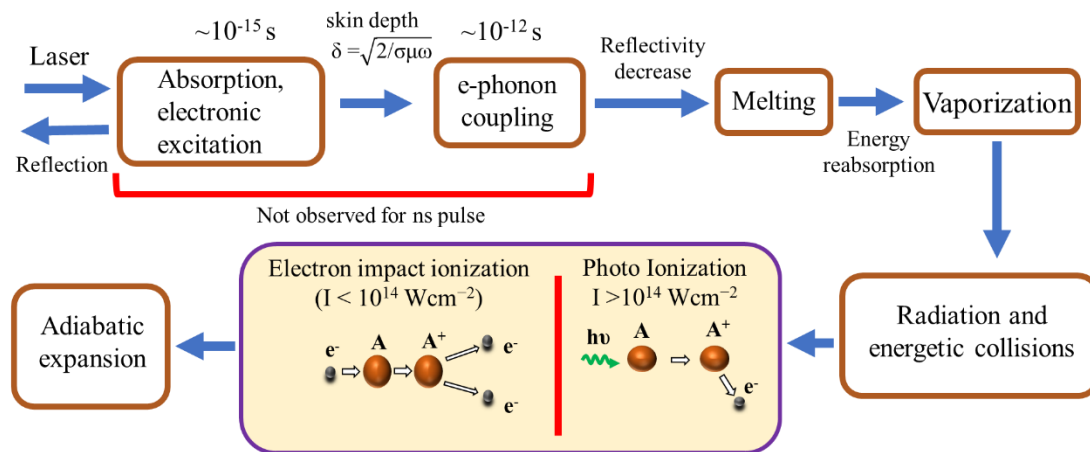 ~10⁻¹⁵ s
skin depth
δ =√2/σμω
~10⁻¹² s
Laser
Absorption,
electronic
excitation
Reflection
e-phonon
coupling
Reflectivity
decrease
Melting
Energy
reabsorption
Vaporization
Not observed for ns pulse
Radiation and
energetic collisions
Photo Ionization
I >10¹⁴ Wcm⁻²
hυ
A
A⁺
e⁻
Electron impact ionization
(I < 10¹⁴ Wcm⁻²)
e⁻
A
A⁺
e⁻
e⁻
Adiabatic
expansion